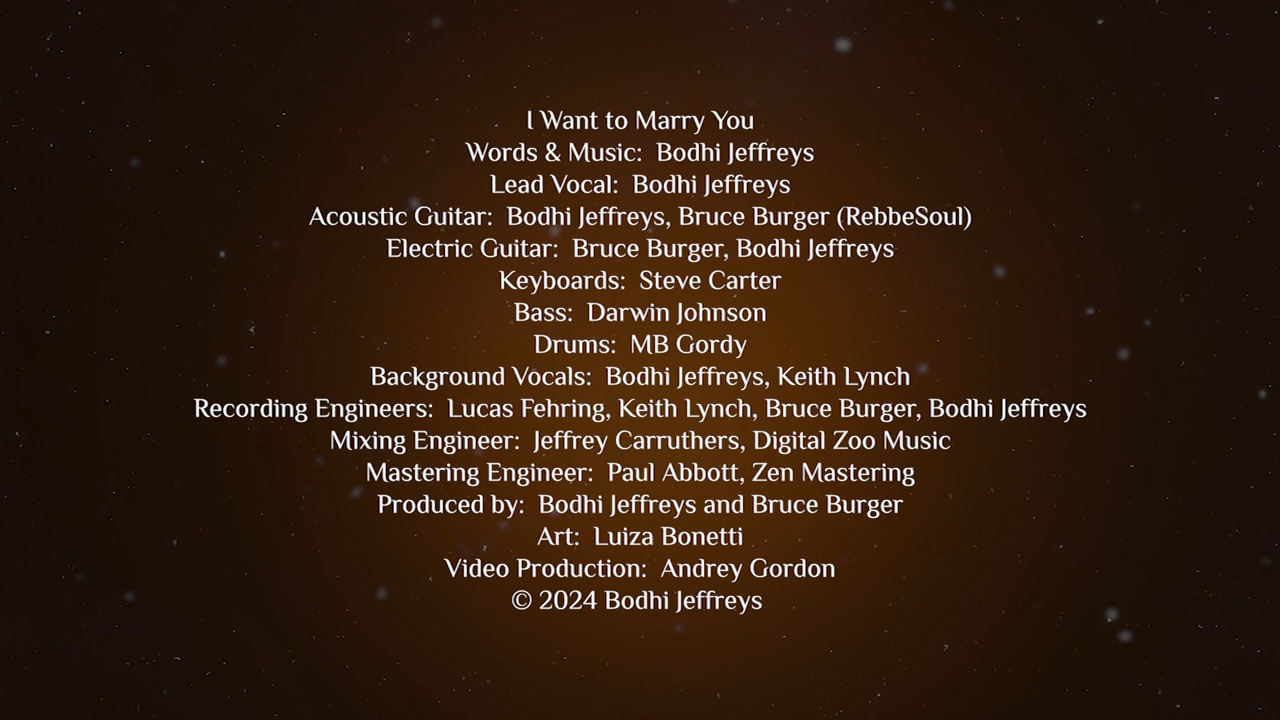 I Want to Marry You
Words & Music: Bodhi Jeffreys
Lead Vocal: Bodhi Jeffreys
Acoustic Guitar: Bodhi Jeffreys, Bruce Burger (RebbeSoul)
Electric Guitar: Bruce Burger, Bodhi Jeffreys
Keyboards: Steve Carter
Bass: Darwin Johnson
Drums: MB Gordy
Background Vocals: Bodhi Jeffreys, Keith Lynch
Recording Engineers: Lucas Fehring, Keith Lynch, Bruce Burger, Bodhi Jeffreys
Mixing Engineer: Jeffrey Carruthers, Digital Zoo Music
Mastering Engineer: Paul Abbott, Zen Mastering
Produced by: Bodhi Jeffreys and Bruce Burger
Art: Luiza Bonetti
Video Production: Andrey Gordon
© 2024 Bodhi Jeffreys